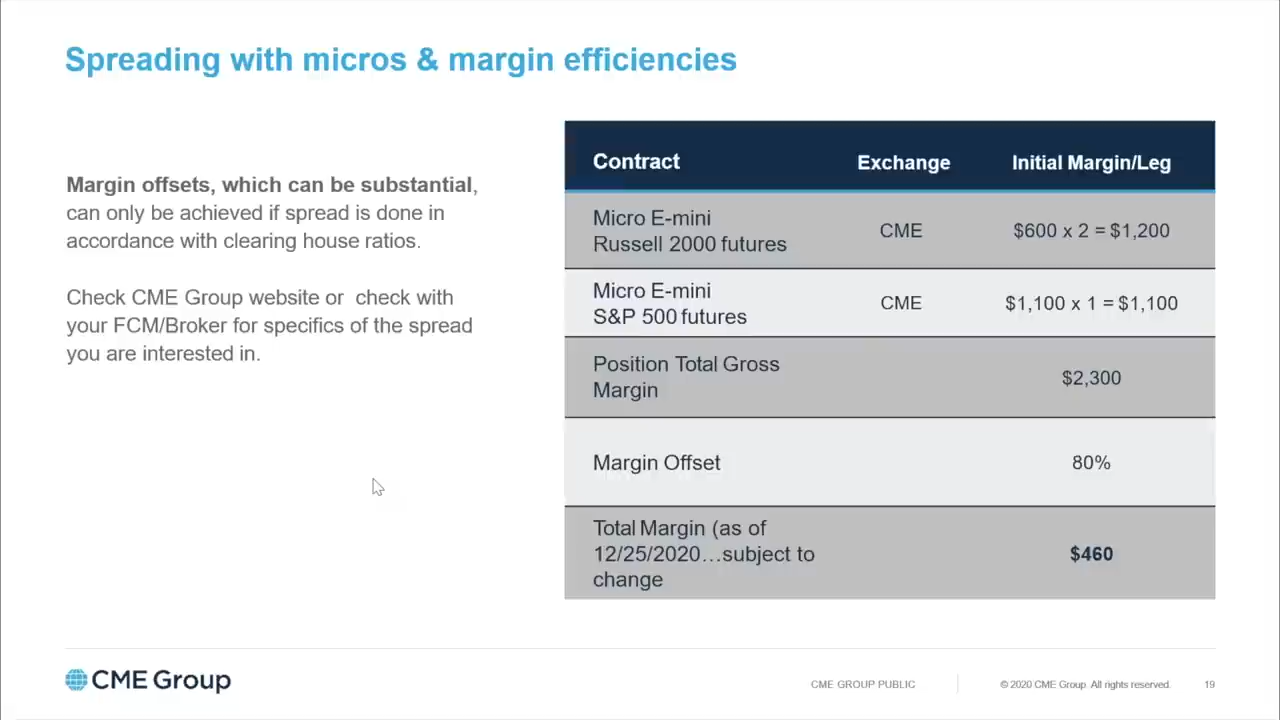 Spreading with micros & margin efficiencies
Margin offsets, which can be substantial,
can only be achieved if spread is done in
accordance with clearing house ratios.
Check CME Group website or check with
your FCM/Broker for specifics of the spread
you are interested in.
Contract Exchange Initial Margin/Leg
Micro E-mini
Russell 2000 futures CME $600 x 2 = $1,200
Micro E-mini
S&P 500 futures CME $1,100 x 1 = $1,100
Position Total Gross
Margin $2,300
Margin Offset 80%
Total Margin (as of
12/25/2020…subject to $460
change
CME Group
CME GROUP PUBLIC © 2020 CME Group. All rights reserved. 19